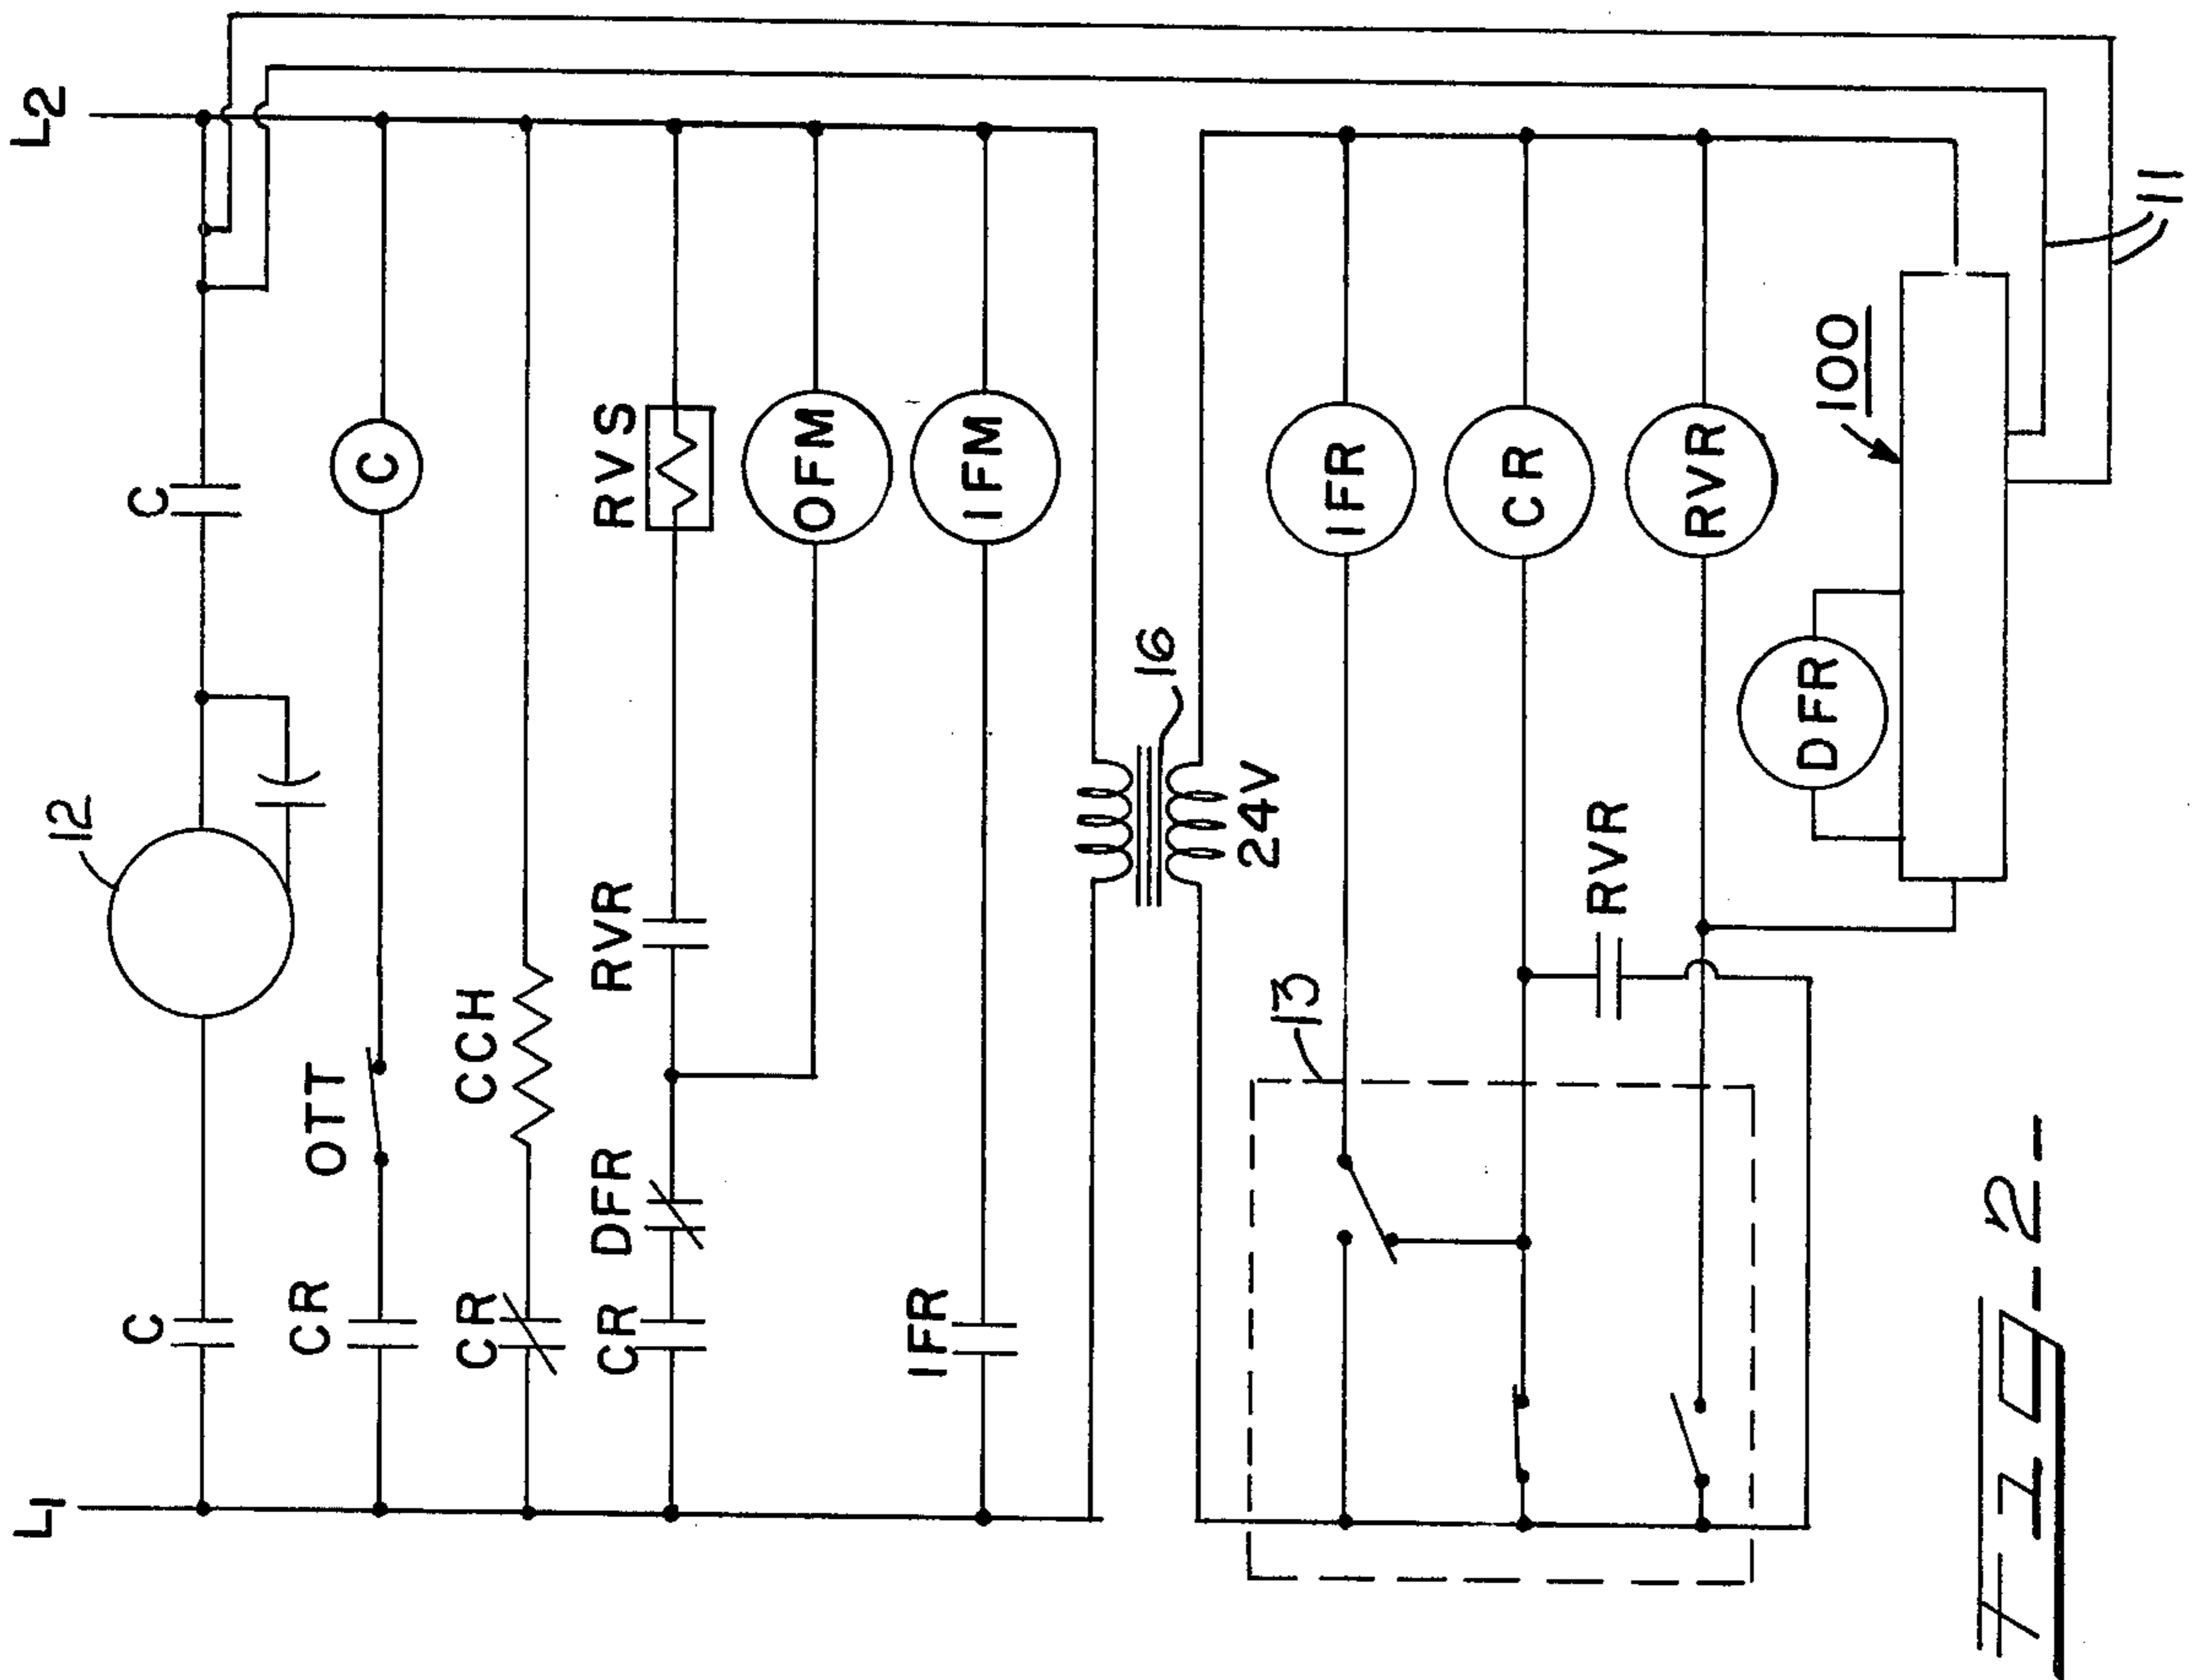 L1
L2
12
C
C
CR
OTT
C
CR
CCH
CR
DFR
RVR
RVS
OFM
IFR
IFM
16
24V
13
IFR
CR
RVR
RVR
DFR
100
11
FIG-2-